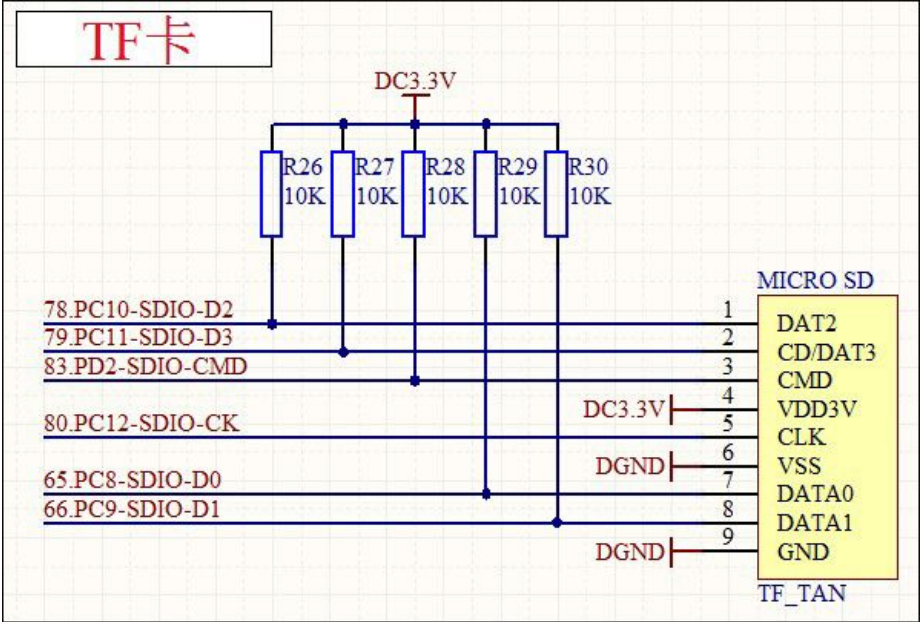 TF卡
DC3.3V
R26 R27 R28 R29 R30
10K 10K 10K 10K 10K
MICRO SD
78.PC10-SDIO-D2 1 DAT2
79.PC11-SDIO-D3 2 CD/DAT3
83.PD2-SDIO-CMD 3 CMD
DC3.3V 4 VDD3V
80.PC12-SDIO-CK 5 CLK
DGND 6 VSS
65.PC8-SDIO-D0 7 DATA0
66.PC9-SDIO-D1 8 DATA1
DGND 9 GND
TF_TAN